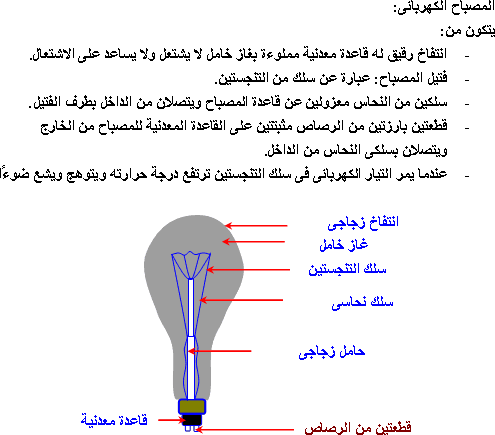 المصباح الكهربائى:
يتكون من:
- انتفاخ رقيق له قاعدة معدنية مملوءة بغاز خامل لا يشتعل ولا يساعد على الاشتعال.
- فتيل المصباح: عبارة عن سلك من التنجستين.
- سلكين من النحاس معزولين عن قاعدة المصباح ويتصلان من الداخل بطرف الفتيل.
- قطعتين بارزتين من الرصاص مثبتتين على القاعدة المعدنية للمصباح من الخارج
ويتصلان بسلكى النحاس من الداخل.
- عندما يمر التيار الكهربائى فى سلك التنجستين ترتفع درجة حرارته ويتوهج ويشع ضوءًا
انتفاخ زجاجى
غاز خامل
سلك التنجستين
سلك نحاسى
حامل زجاجى
قاعدة معدنية
قطعتين من الرصاص